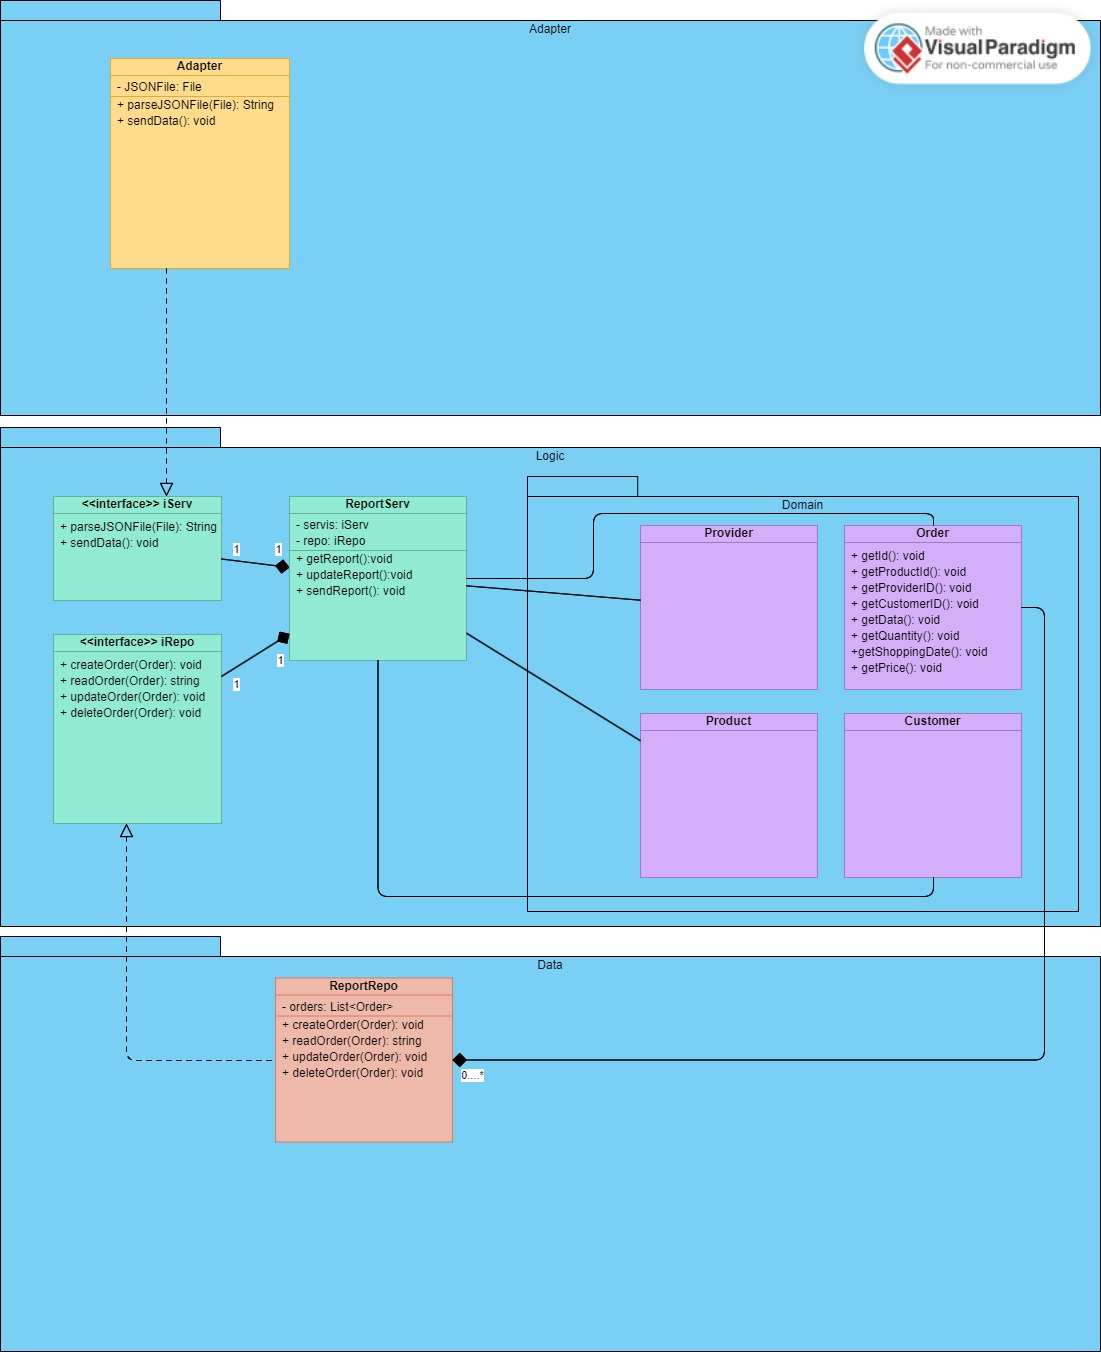 Adapter
Made with
Visual Paradigm
For non-commercial use
Adapter
- JSONFile: File
+ parseJSONFile(File): String
+ sendData(): void
Logic
<<interface>> iServ
+ parseJSONFile(File): String
+ sendData(): void
1
1
ReportServ
- servis: iServ
- repo: iRepo
+ getReport():void
+ updateReport():void
+ sendReport(): void
<<interface>> iRepo
+ createOrder(Order): void
+ readOrder(Order): string
+ updateOrder(Order): void
+ deleteOrder(Order): void
1
1
Domain
Provider
Order
+ getId(): void
+ getProductId(): void
+ getProviderID(): void
+ getCustomerID(): void
+ getData(): void
+ getQuantity(): void
+getShoppingDate(): void
+ getPrice(): void
Product
Customer
Data
ReportRepo
- orders: List<Order>
+ createOrder(Order): void
+ readOrder(Order): string
+ updateOrder(Order): void
+ deleteOrder(Order): void
0....*